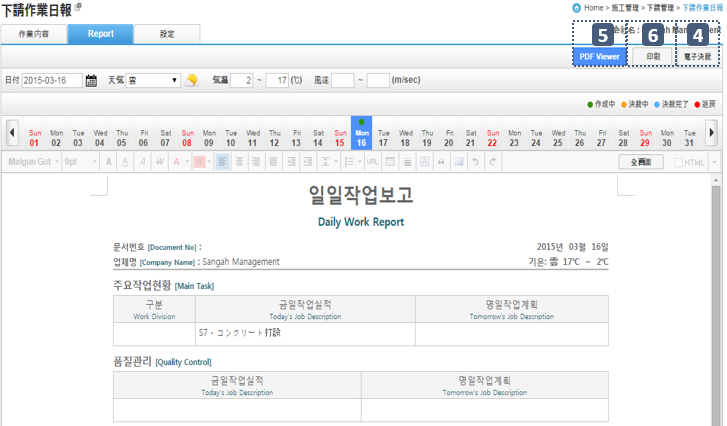 下請作業日報
Home > 施工管理 > 下請管理 > 下請作業日報
作業内容 Report 設定
5 6 4
PDF Viewer 印刷 電子決裁
日付 2015-03-16 天気 雲 気温 2 ~ 17 (℃) 風速 ~ (m/sec)
作成中 決裁中 決裁完了 返戻
Sun Mon Tue Wed Thu Fri Sat Sun Mon Tue Wed Thu Fri Sat Sun Mon Tue Wed Thu Fri Sat Sun Mon Tue Wed Thu Fri Sat Sun Mon Tue
01 02 03 04 05 06 07 08 09 10 11 12 13 14 15 16 17 18 19 20 21 22 23 24 25 26 27 28 29 30 31
Malgun Got 9pt URL 全画面 HTML
일일작업보고
Daily Work Report
문서번호 [Document No] : 2015년 03월 16일
업체명 [Company Name] : Sangah Management 기온: 雲 17℃ ~ 2℃
주요작업현황 [Main Task]
구분 금일작업실적 명일작업계획
Work Division Today's Job Description Tomorrow's Job Description
S7 - コンクリート打設
품질관리 [Quality Control]
금일작업실적 명일작업계획
Today's Job Description Tomorrow's Job Description